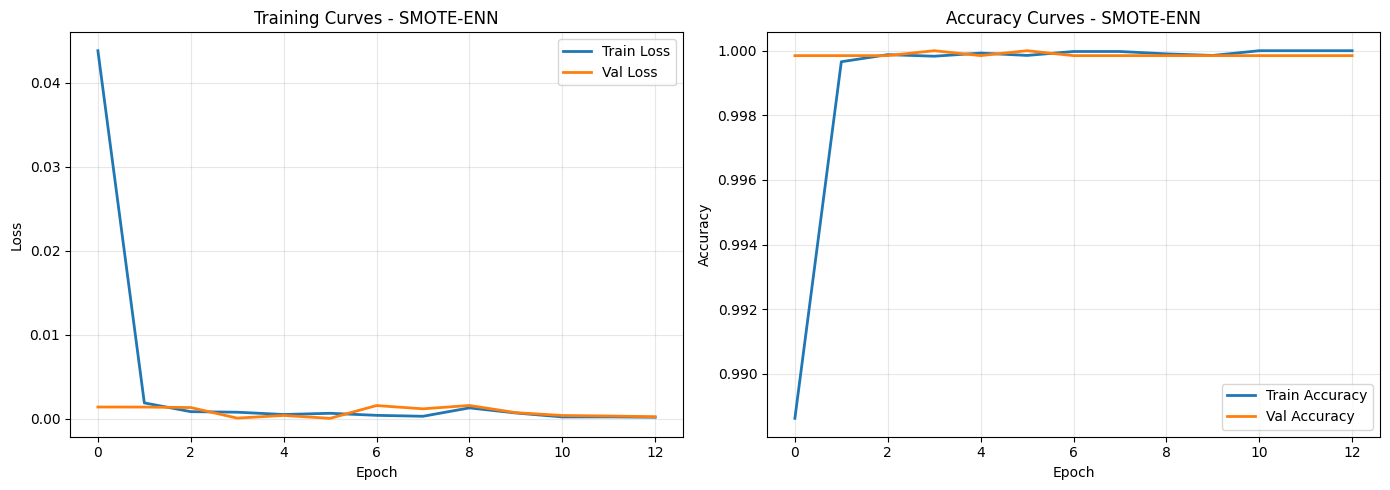 Training Curves - SMOTE-ENN
Train Loss
Val Loss
0.04
0.03
0.02
0.01
0.00
Loss
0 2 4 6 8 10 12
Epoch
Accuracy Curves - SMOTE-ENN
1.000
0.998
0.996
0.994
0.992
0.990
Accuracy
Train Accuracy
Val Accuracy
0 2 4 6 8 10 12
Epoch